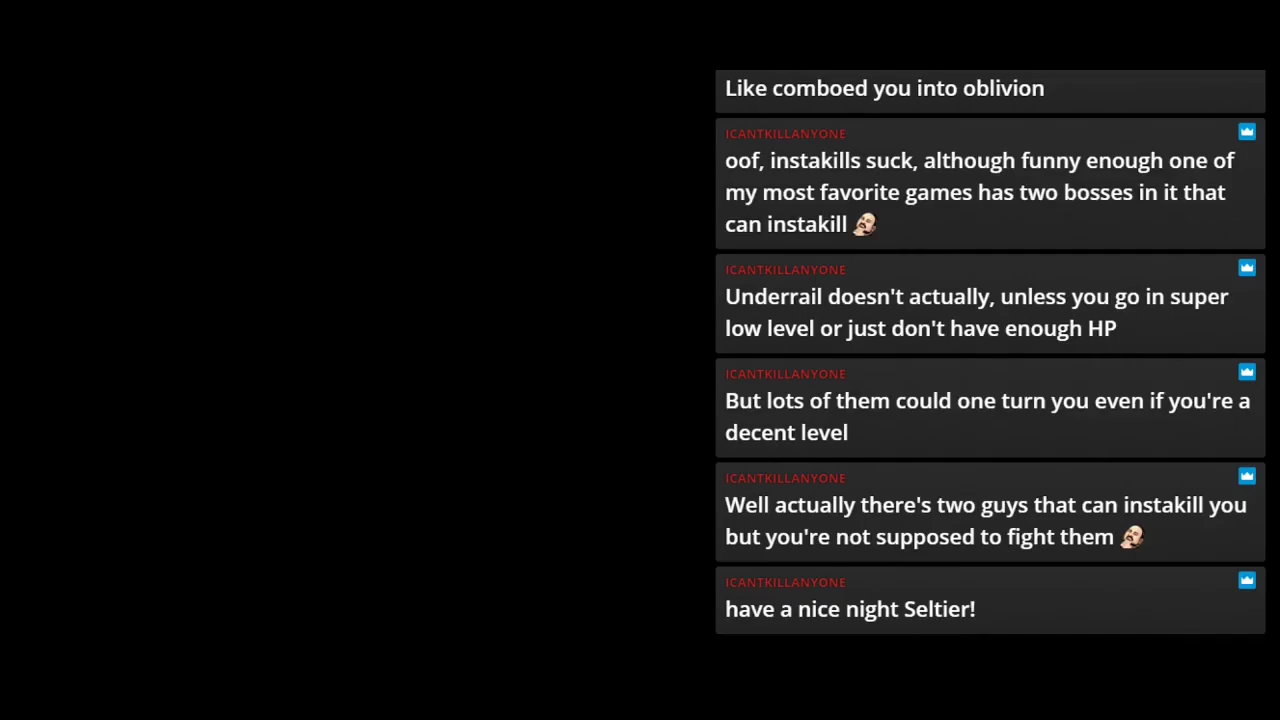 Like comboed you into oblivion
ICANTKILLANYONE
oof, instakills suck, although funny enough one of
my most favorite games has two bosses in it that
can instakill
ICANTKILLANYONE
Underrail doesn't actually, unless you go in super
low level or just don't have enough HP
ICANTKILLANYONE
But lots of them could one turn you even if you're a
decent level
ICANTKILLANYONE
Well actually there's two guys that can instakill you
but you're not supposed to fight them
ICANTKILLANYONE
have a nice night Seltier!